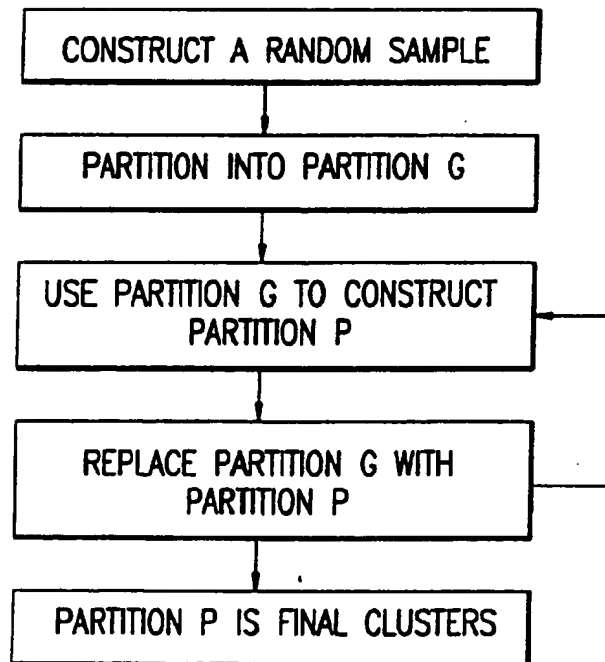 CONSTRUCT A RANDOM SAMPLE
PARTITION INTO PARTITION G
USE PARTITION G TO CONSTRUCT
PARTITION P
REPLACE PARTITION G WITH
PARTITION P
PARTITION P IS FINAL CLUSTERS